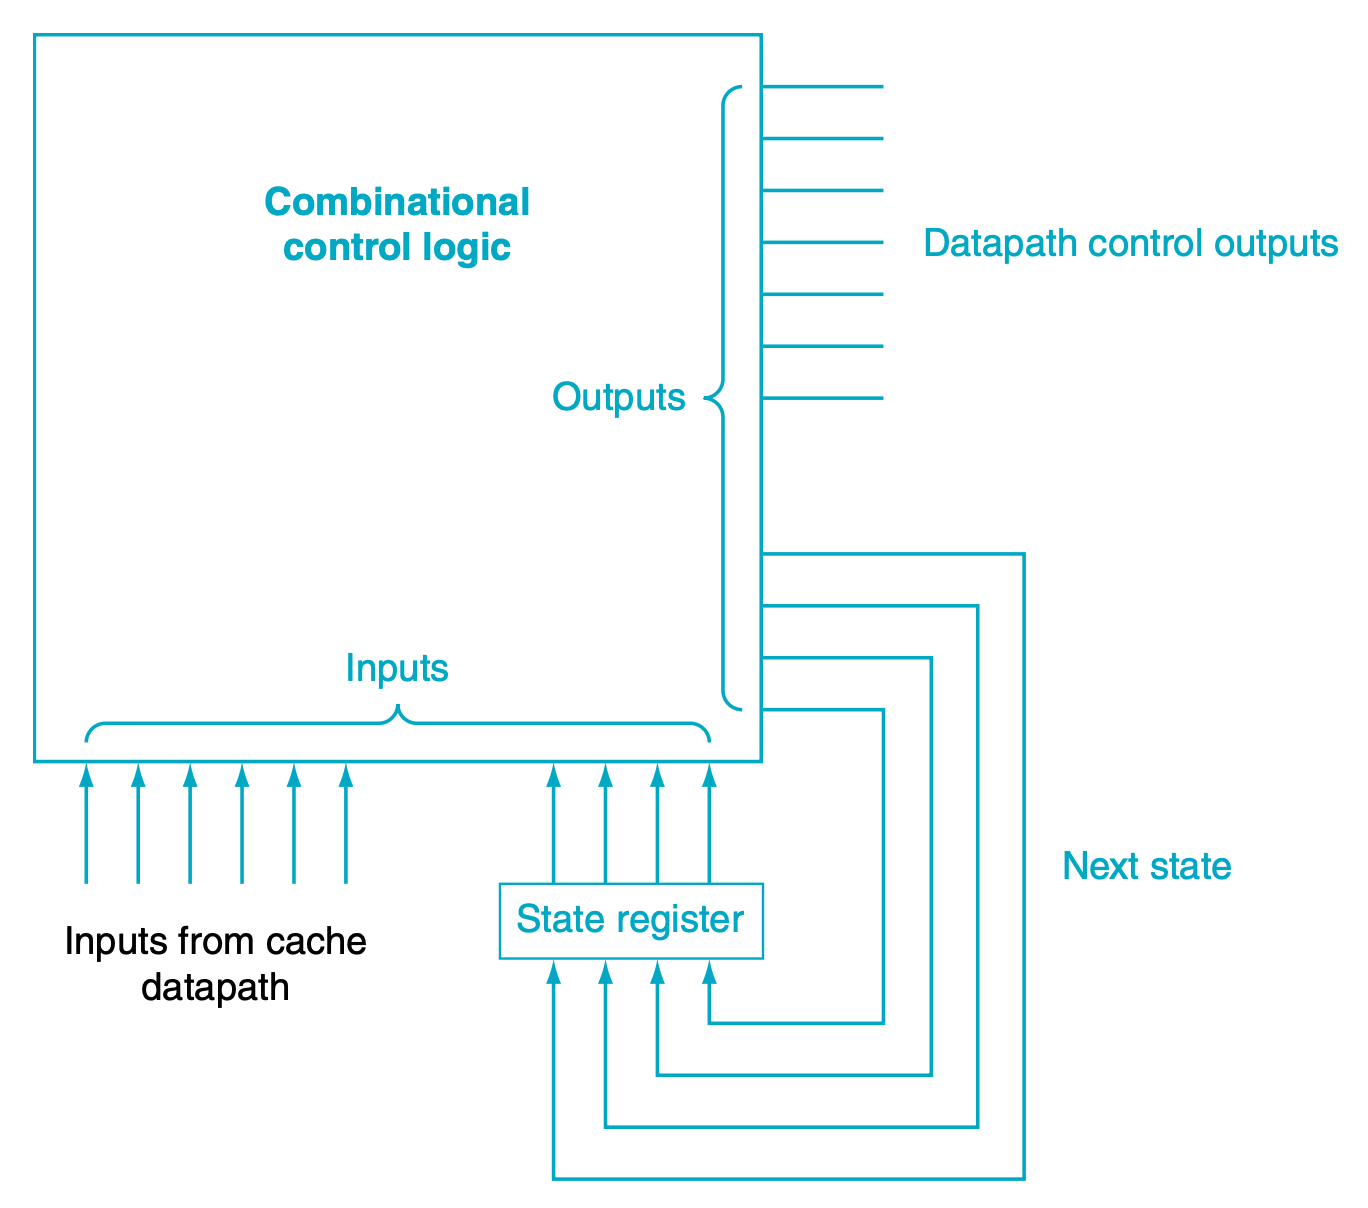 Combinational
control logic
Datapath control outputs
Outputs
Inputs
Next state
State register
Inputs from cache
datapath